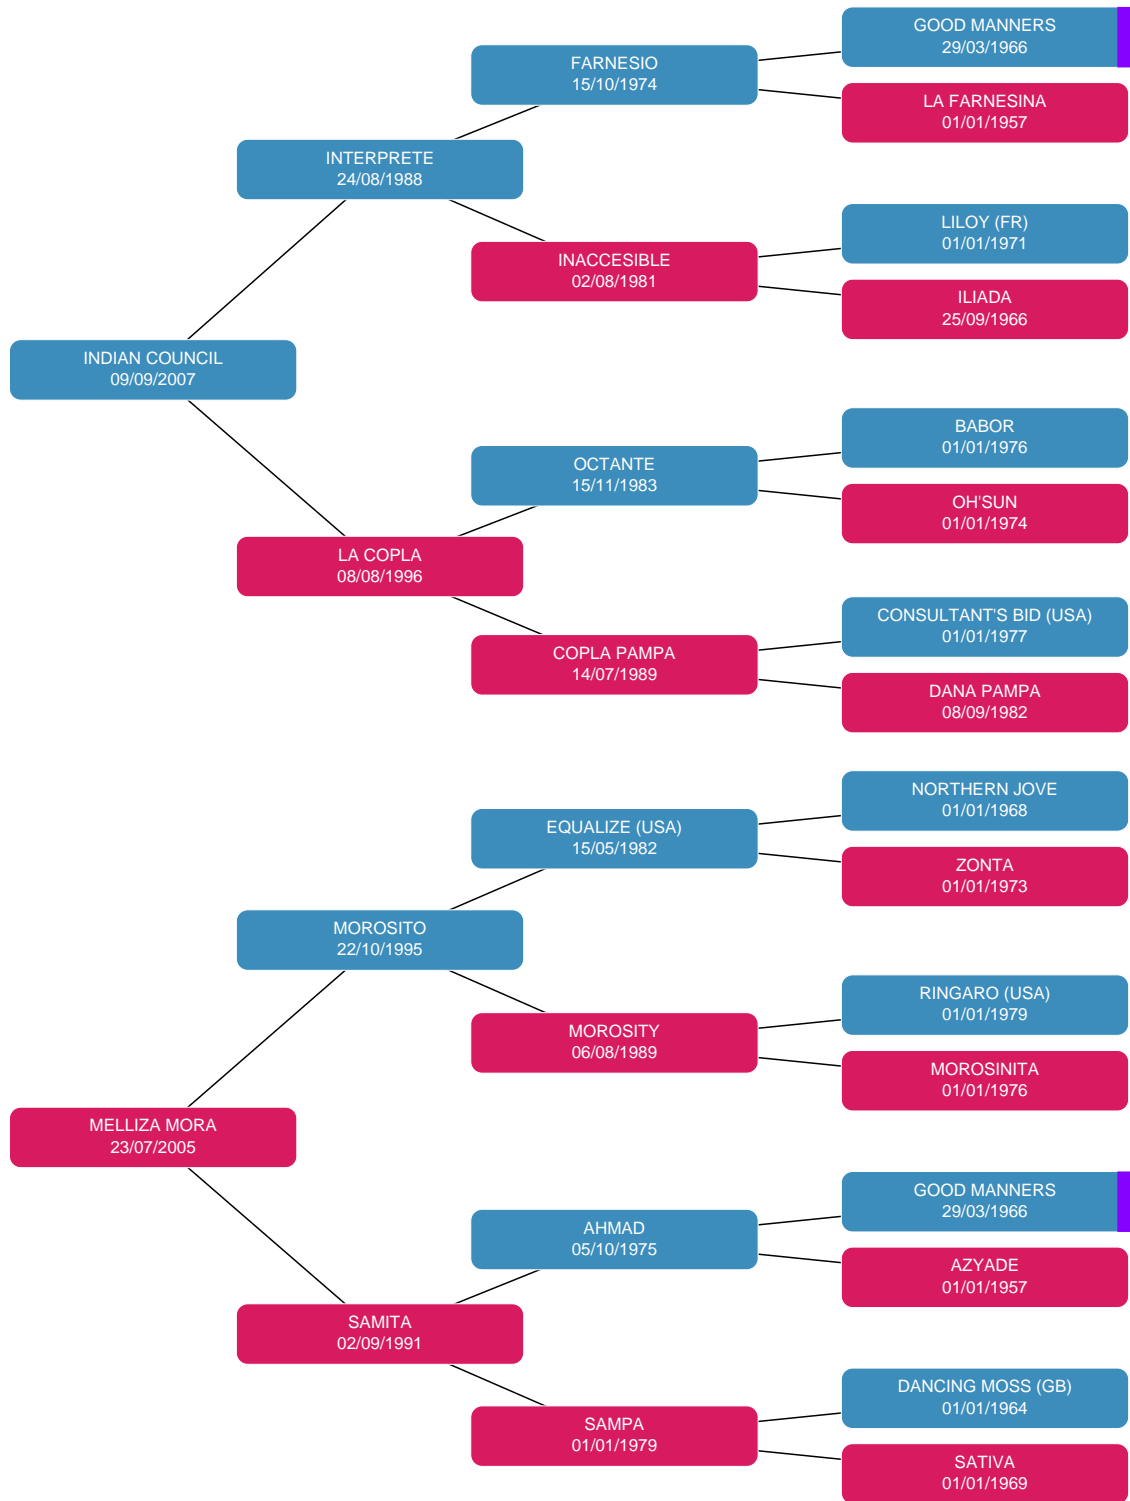 GOOD MANNERS
29/03/1966
FARNESIO
15/10/1974
LA FARNESINA
01/01/1957
INTERPRETE
24/08/1988
LILOY (FR)
01/01/1971
INACCESIBLE
02/08/1981
ILIADA
25/09/1966
INDIAN COUNCIL
09/09/2007
BABOR
01/01/1976
OCTANTE
15/11/1983
OH'SUN
01/01/1974
LA COPLA
08/08/1996
CONSULTANT'S BID (USA)
01/01/1977
COPLA PAMPA
14/07/1989
DANA PAMPA
08/09/1982
NORTHERN JOVE
01/01/1968
EQUALIZE (USA)
15/05/1982
ZONTA
01/01/1973
MOROSITO
22/10/1995
RINGARO (USA)
01/01/1979
MOROSITY
06/08/1989
MOROSINITA
01/01/1976
MELLIZA MORA
23/07/2005
GOOD MANNERS
29/03/1966
AHMAD
05/10/1975
AZYADE
01/01/1957
SAMITA
02/09/1991
DANCING MOSS (GB)
01/01/1964
SAMPA
01/01/1979
SATIVA
01/01/1969